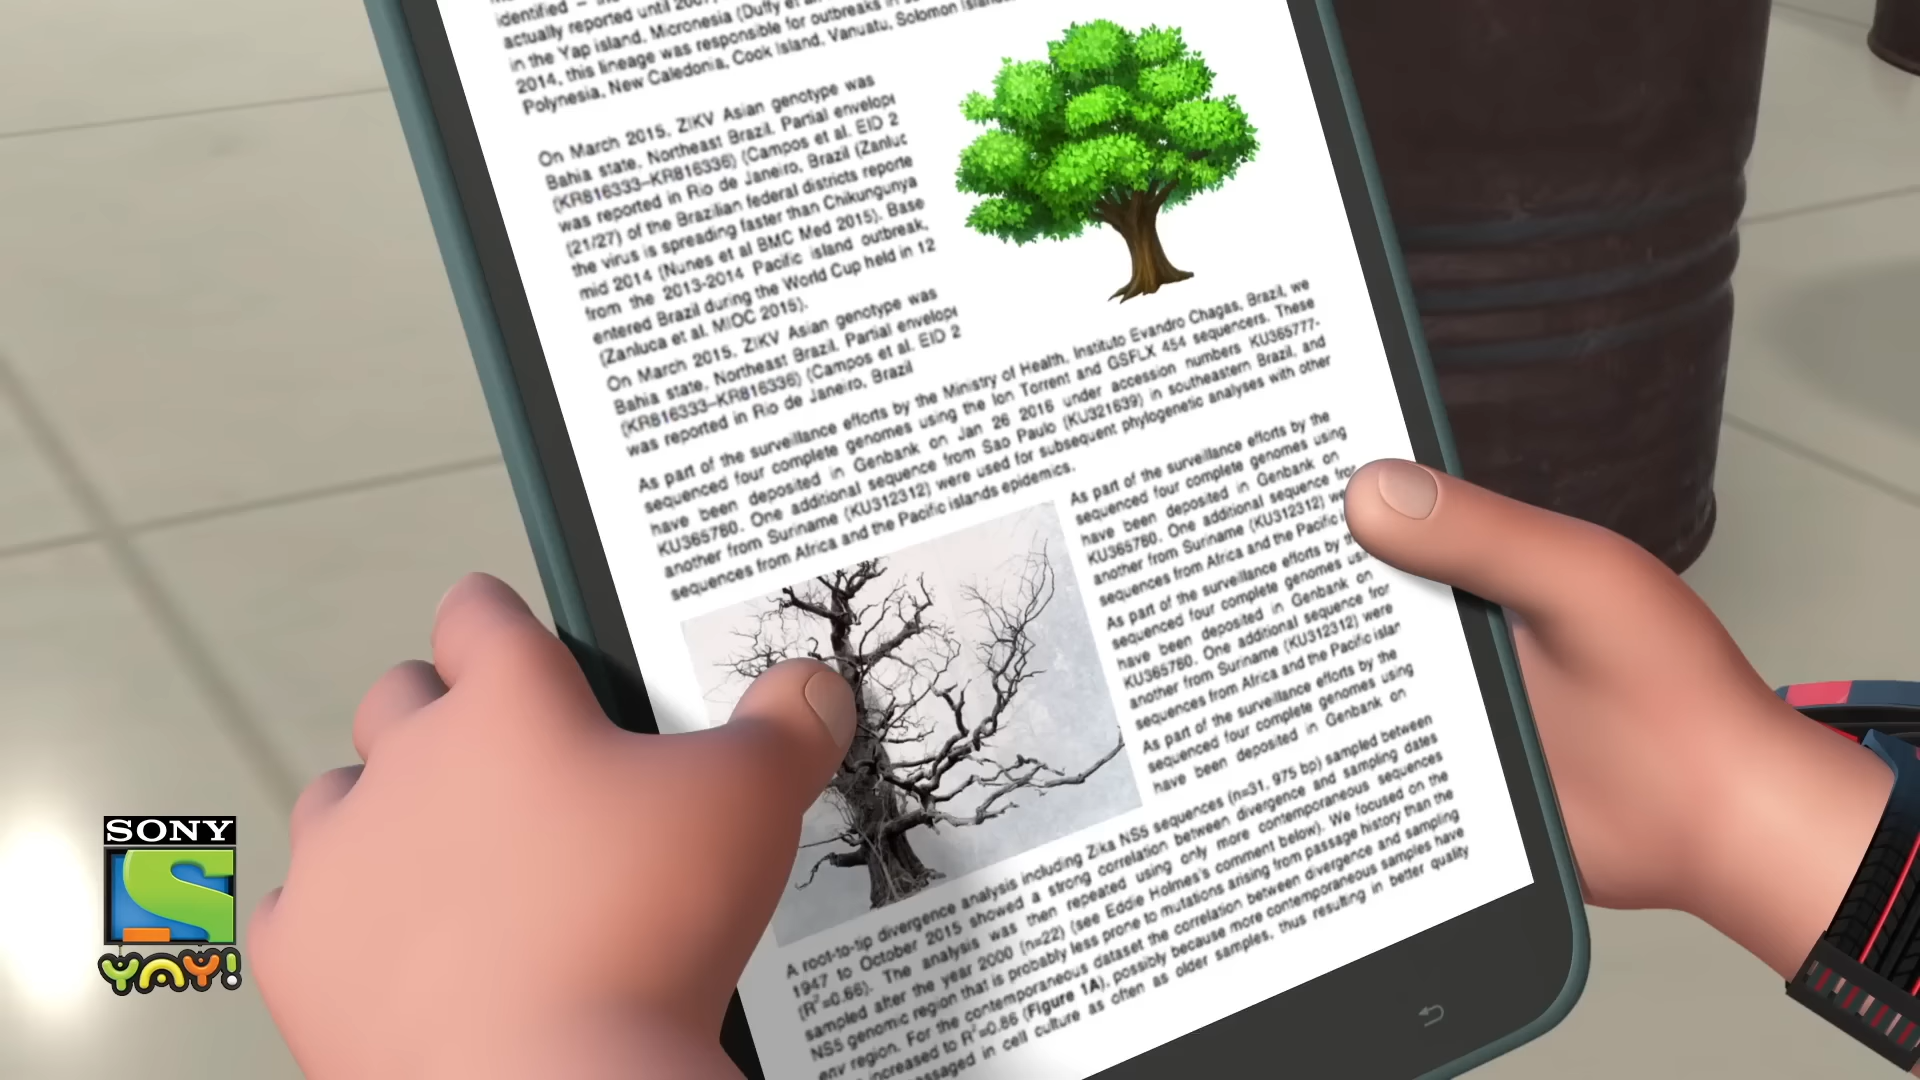 identified –
actually reported until 2007,
in the Yap island, Micronesia (Duffy et al
2014, this lineage was responsible for outbreaks in
Polynesia, New Caledonia, Cook Island, Vanuatu, Solomon Islands
On March 2015, ZIKV Asian genotype was
Bahia state, Northeast Brazil. Partial envelope
(KR816333–KR816336) (Campos et al. EID 2
was reported in Rio de Janeiro, Brazil (Zanluc
(21/27) of the Brazilian federal districts reporte
the virus is spreading faster than Chikungunya
mid 2014 (Nunes et al BMC Med 2015). Base
from the 2013-2014 Pacific island outbreak,
entered Brazil during the World Cup held in 12
(Zanluca et al. MIOC 2015).
On March 2015, ZIKV Asian genotype was
Bahia state, Northeast Brazil. Partial envelope
(KR816333–KR816336) (Campos et al. EID 2
was reported in Rio de Janeiro, Brazil
As part of the surveillance efforts by the Ministry of Health, Instituto Evandro Chagas, Brazil, we
sequenced four complete genomes using the Ion Torrent and GSFLX 454 sequencers. These
have been deposited in Genbank on Jan 26 2016 under accession numbers KU365777-
KU365780. One additional sequence from Sao Paulo (KU321639) in southeastern Brazil, and
another from Suriname (KU312312) were used for subsequent phylogenetic analyses with other
sequences from Africa and the Pacific islands epidemics.
As part of the surveillance efforts by the
sequenced four complete genomes using
have been deposited in Genbank on
KU365780. One additional sequence from
another from Suriname (KU312312) we
sequences from Africa and the Pacific i
As part of the surveillance efforts by th
sequenced four complete genomes usi
have been deposited in Genbank on
KU365780. One additional sequence fror
another from Suriname (KU312312) were
sequences from Africa and the Pacific islar
As part of the surveillance efforts by the
sequenced four complete genomes using
have been deposited in Genbank on
A root-to-tip divergence analysis including Zika NS5 sequences (n=31, 975 bp) sampled between
1947 to October 2015 showed a strong correlation between divergence and sampling dates
(R²=0.66). The analysis was then repeated using only more contemporaneous sequences
sampled after the year 2000 (n=22) (see Eddie Holmes's comment below). We focused on the
NS5 genomic region that is probably less prone to mutations arising from passage history than the
env region. For the contemporaneous dataset the correlation between divergence and sampling
increased to R²=0.86 (Figure 1A), possibly because more contemporaneous samples have
assaged in cell culture as often as older samples, thus resulting in better quality
SONY
YAY!